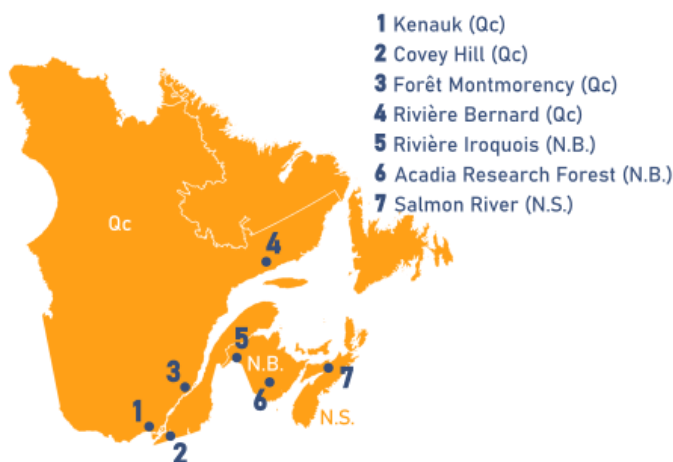 1 Kenauk (Qc)
2 Covey Hill (Qc)
3 Forêt Montmorency (Qc)
4 Rivière Bernard (Qc)
5 Rivière Iroquois (N.B.)
6 Acadia Research Forest (N.B.)
7 Salmon River (N.S.)
Qc
4
5
N.B.
3
7
6
1
N.S.
2